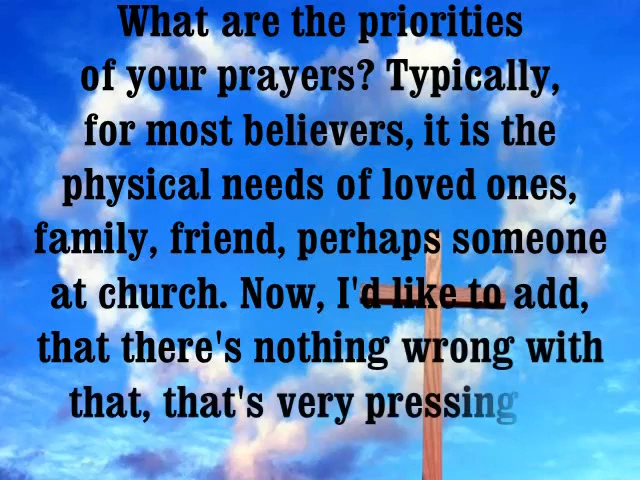 What are the priorities
of your prayers? Typically,
for most believers, it is the
physical needs of loved ones,
family, friend, perhaps someone
at church. Now, I'd like to add,
that there's nothing wrong with
that, that's very pressing